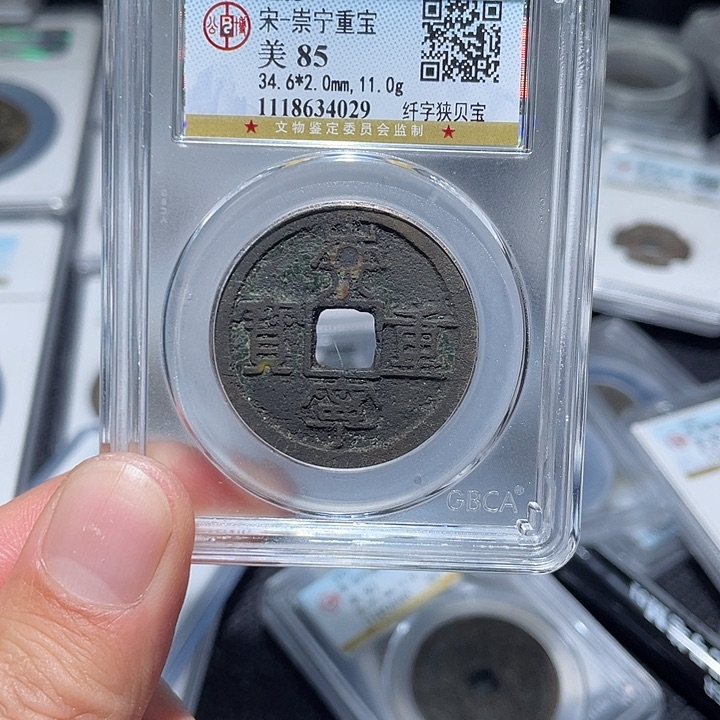 宋-崇宁重宝
美 85
34.6*2.0mm,11.0g
1118634029 纤字狭贝宝
★ 文物鉴定委员会监制 ★
崇
寶 重
寧
GBCA®